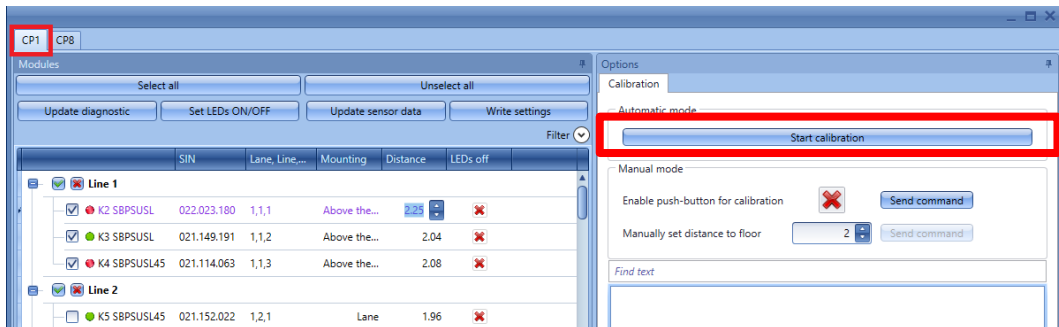 CP1 CP8
Modules
Select all Unselect all
Update diagnostic Set LEDs ON/OFF Update sensor data Write settings
Filter
SIN Lane, Line,... Mounting Distance LEDs off
Line 1
K2 SBPSUSL 022.023.180 1,1,1 Above the... 2.25
K3 SBPSUSL 021.149.191 1,1,2 Above the... 2.04
K4 SBPSUSL45 021.114.063 1,1,3 Above the... 2.08
Line 2
K5 SBPSUSL45 021.152.022 1,2,1 Lane 1.96
Options
Calibration
Automatic mode
Start calibration
Manual mode
Enable push-button for calibration Send command
Manually set distance to floor 2 Send command
Find text